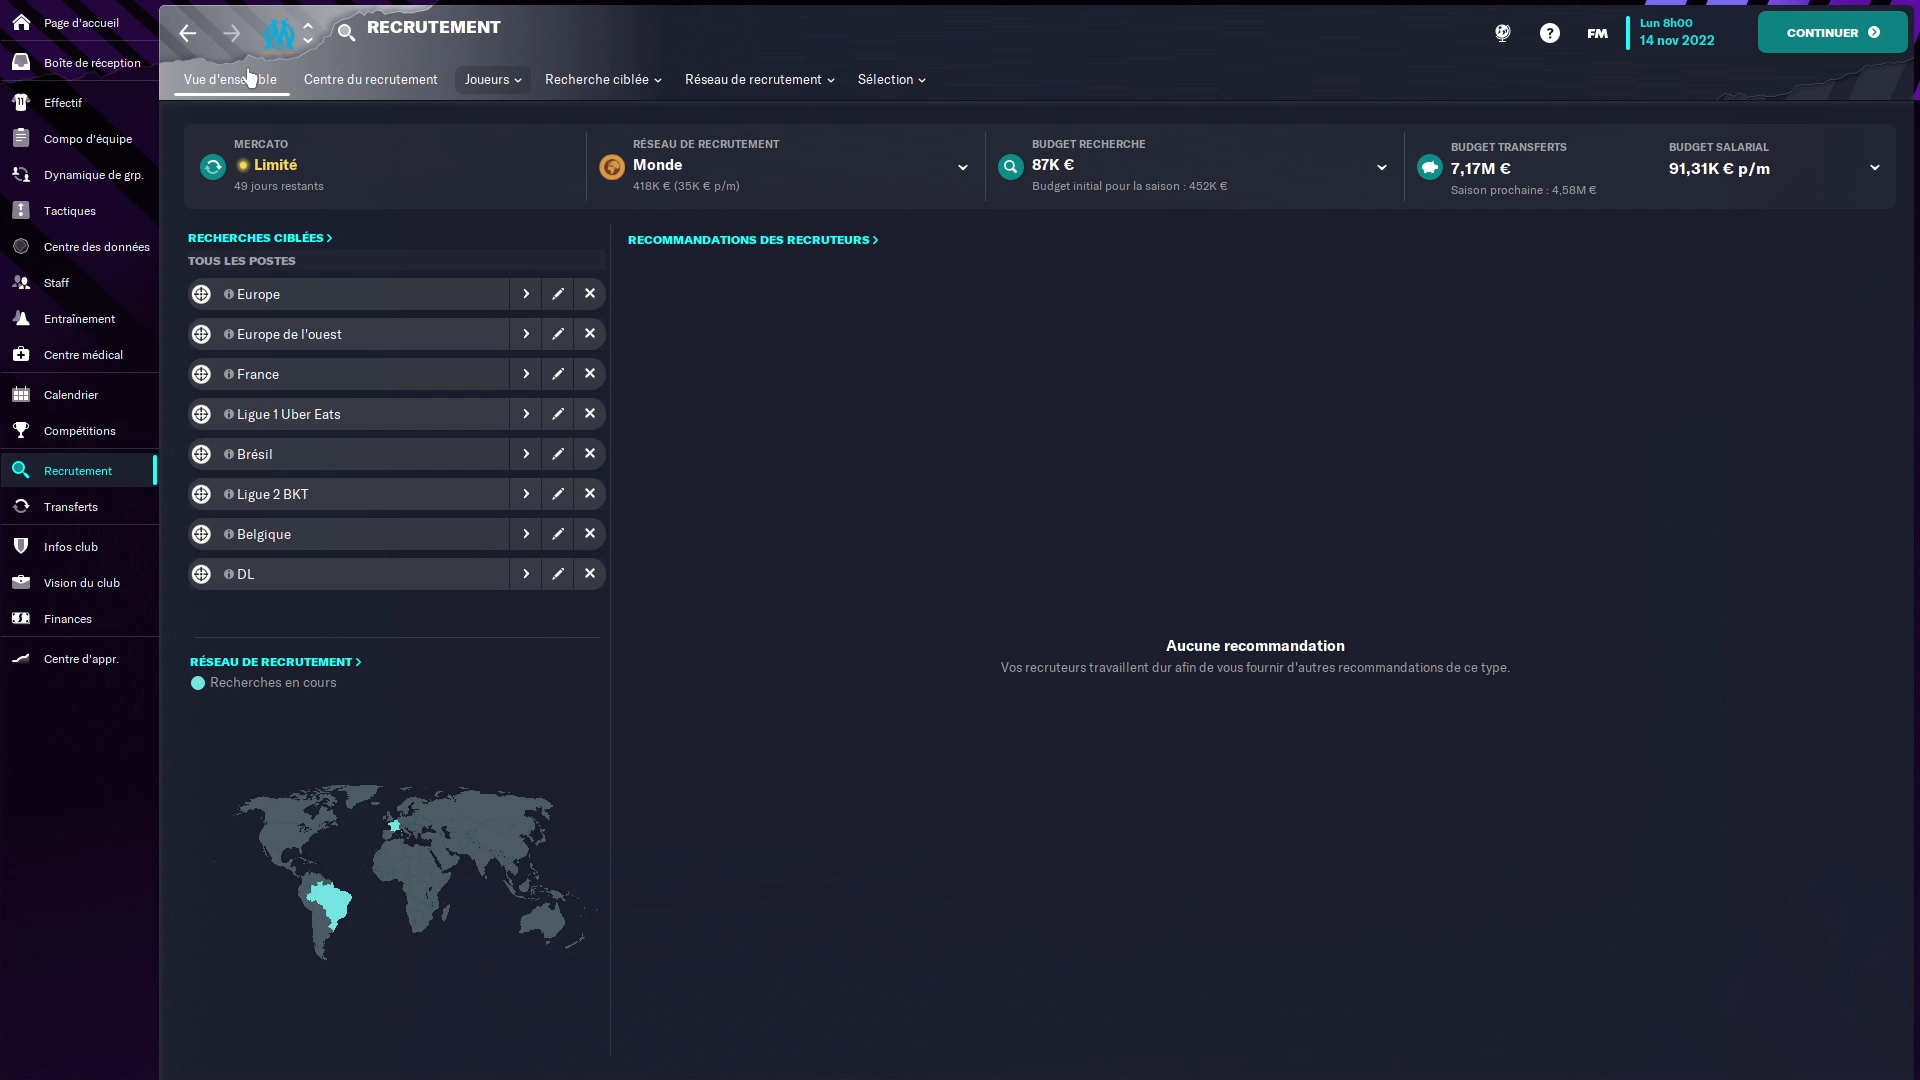 Page d'accueil
Boîte de réception
Effectif
Compo d'équipe
Dynamique de grp.
Tactiques
Centre des données
Staff
Entraînement
Centre médical
Calendrier
Compétitions
Recrutement
Transferts
Infos club
Vision du club
Finances
Centre d'appr.
RECRUTEMENT
FM
Lun 8h00
14 nov 2022
CONTINUER
Vue d'ensemble
Centre du recrutement
Joueurs
Recherche ciblée
Réseau de recrutement
Sélection
MERCATO
Limité
49 jours restants
RÉSEAU DE RECRUTEMENT
Monde
418K € (35K € p/m)
BUDGET RECHERCHE
87K €
Budget initial pour la saison : 452K €
BUDGET TRANSFERTS
7,17M €
Saison prochaine : 4,58M €
BUDGET SALARIAL
91,31K € p/m
RECHERCHES CIBLÉES >
TOUS LES POSTES
Europe
Europe de l'ouest
France
Ligue 1 Uber Eats
Brésil
Ligue 2 BKT
Belgique
DL
RÉSEAU DE RECRUTEMENT >
Recherches en cours
RECOMMANDATIONS DES RECRUTEURS >
Aucune recommandation
Vos recruteurs travaillent dur afin de vous fournir d'autres recommandations de ce type.